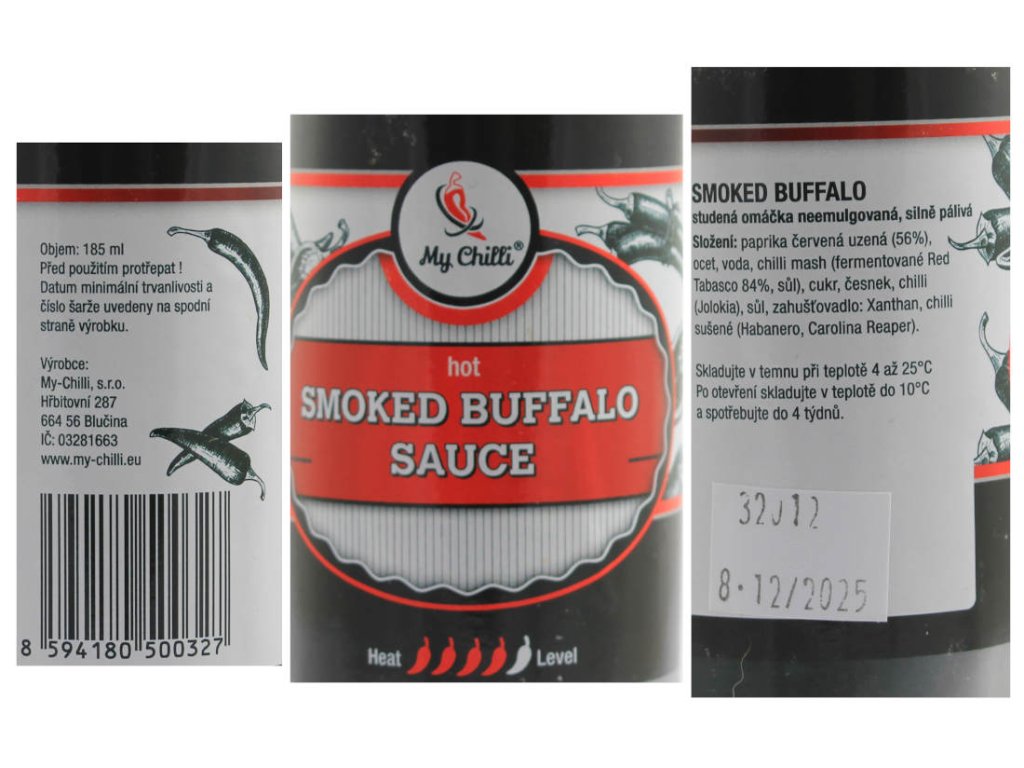 Objem: 185 ml
Před použitím protřepat !
Datum minimální trvanlivosti a
číslo šarže uvedeny na spodní
straně výrobku.
Výrobce:
My-Chilli, s.r.o.
Hřbitovní 287
664 56 Blučina
IČ: 03281663
www.my-chilli.eu
8 594180 500327
My Chilli®
hot
SMOKED BUFFALO
SAUCE
Heat Level
SMOKED BUFFALO
studená omáčka neemulgovaná, silně pálivá
Složení: paprika červená uzená (56%),
ocet, voda, chilli mash (fermentované Red
Tabasco 84%, sůl), cukr, česnek, chilli
(Jolokia), sůl, zahušťovadlo: Xanthan, chilli
sušené (Habanero, Carolina Reaper).
Skladujte v temnu při teplotě 4 až 25°C
Po otevření skladujte v teplotě do 10°C
a spotřebujte do 4 týdnů.
32J12
8·12/2025